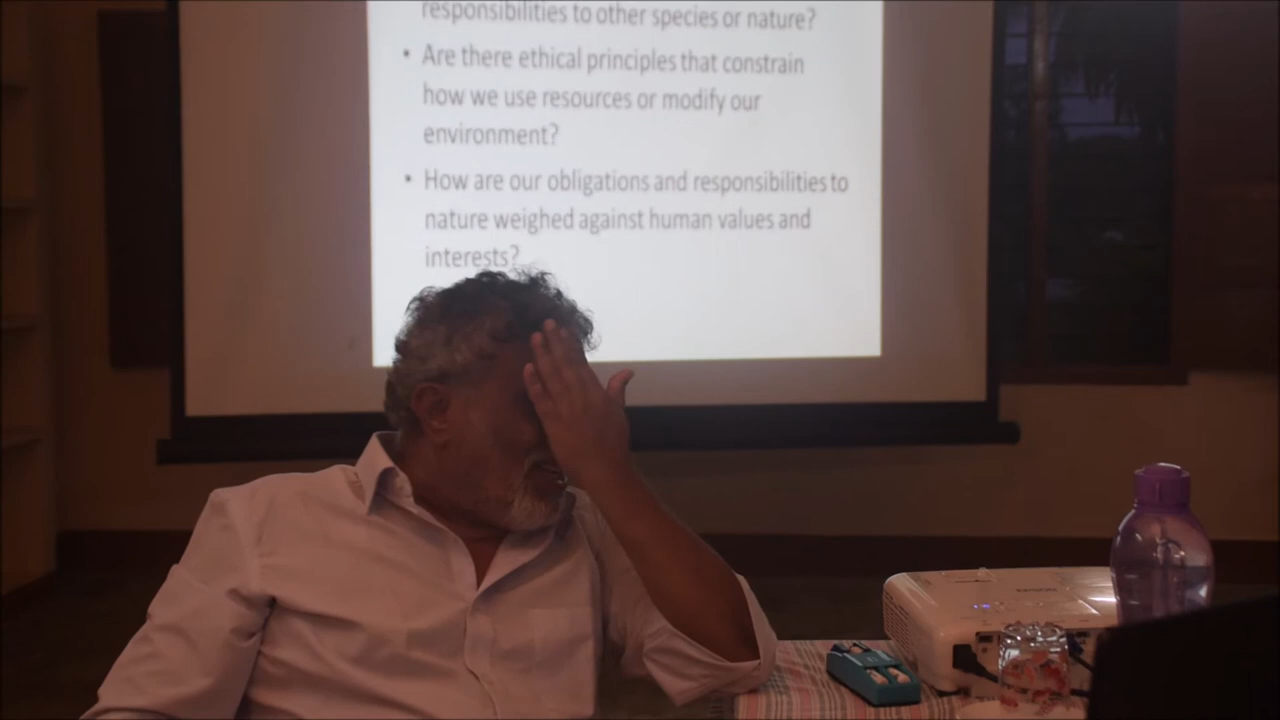 responsibilities to other species or nature?
• Are there ethical principles that constrain
how we use resources or modify our
environment?
• How are our obligations and responsibilities to
nature weighed against human values and
interests?
EPSON